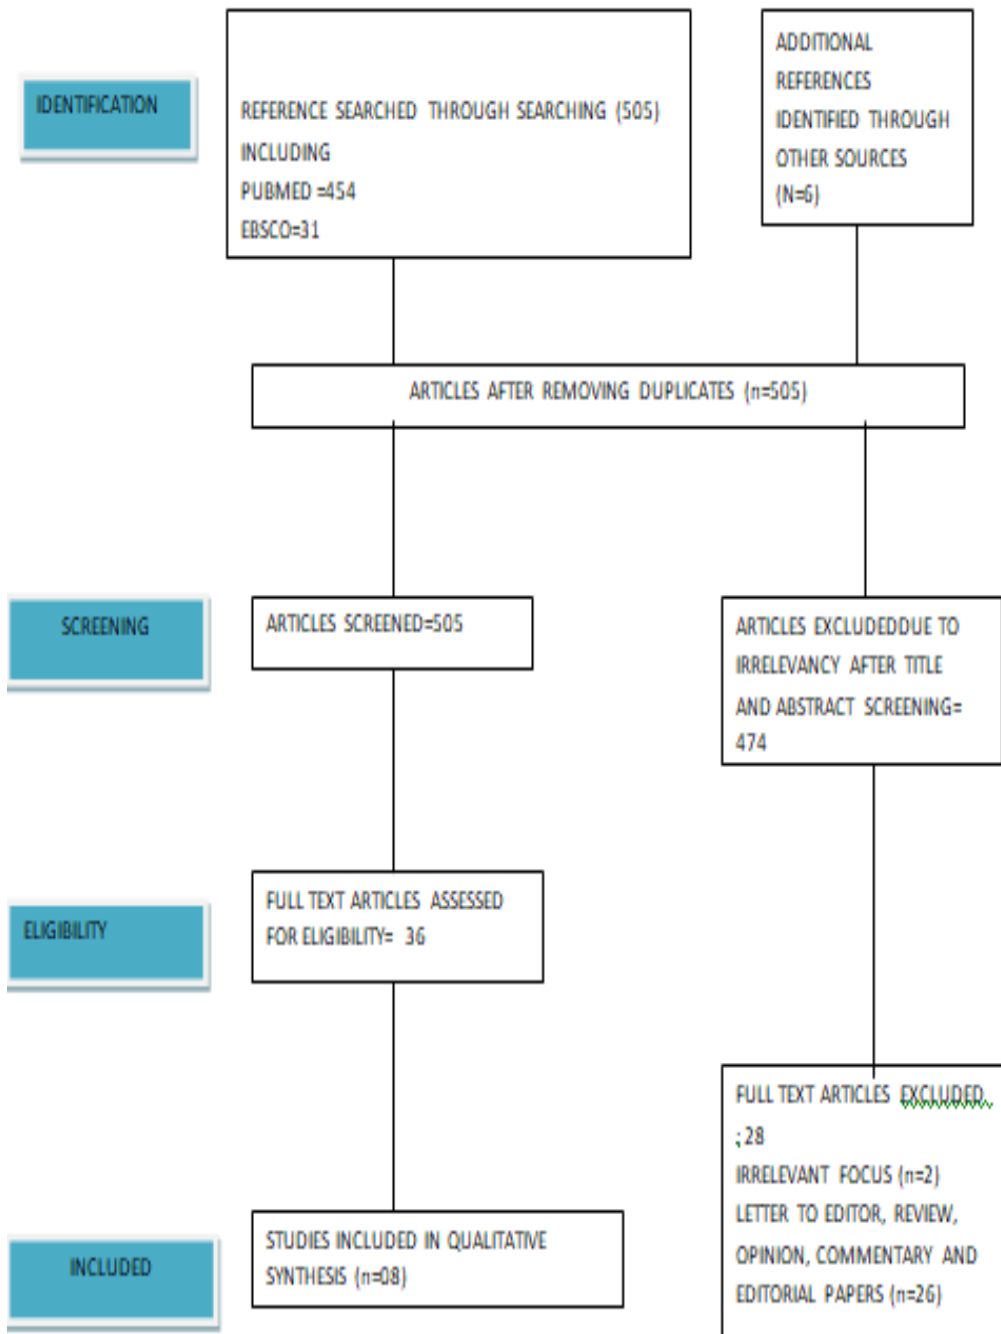 IDENTIFICATION
REFERENCE SEARCHED THROUGH SEARCHING (505)
INCLUDING
PUBMED =454
EBSCO=31
ADDITIONAL
REFERENCES
IDENTIFIED THROUGH
OTHER SOURCES
(N=6)
ARTICLES AFTER REMOVING DUPLICATES (n=505)
SCREENING
ARTICLES SCREENED=505
ARTICLES EXCLUDEDDUE TO
IRRELEVANCY AFTER TITLE
AND ABSTRACT SCREENING=
474
ELIGIBILITY
FULL TEXT ARTICLES ASSESSED
FOR ELIGIBILITY= 36
FULL TEXT ARTICLES EXCLUDED
;28
IRRELEVANT FOCUS (n=2)
LETTER TO EDITOR, REVIEW,
OPINION, COMMENTARY AND
EDITORIAL PAPERS (n=26)
INCLUDED
STUDIES INCLUDED IN QUALITATIVE
SYNTHESIS (n=08)